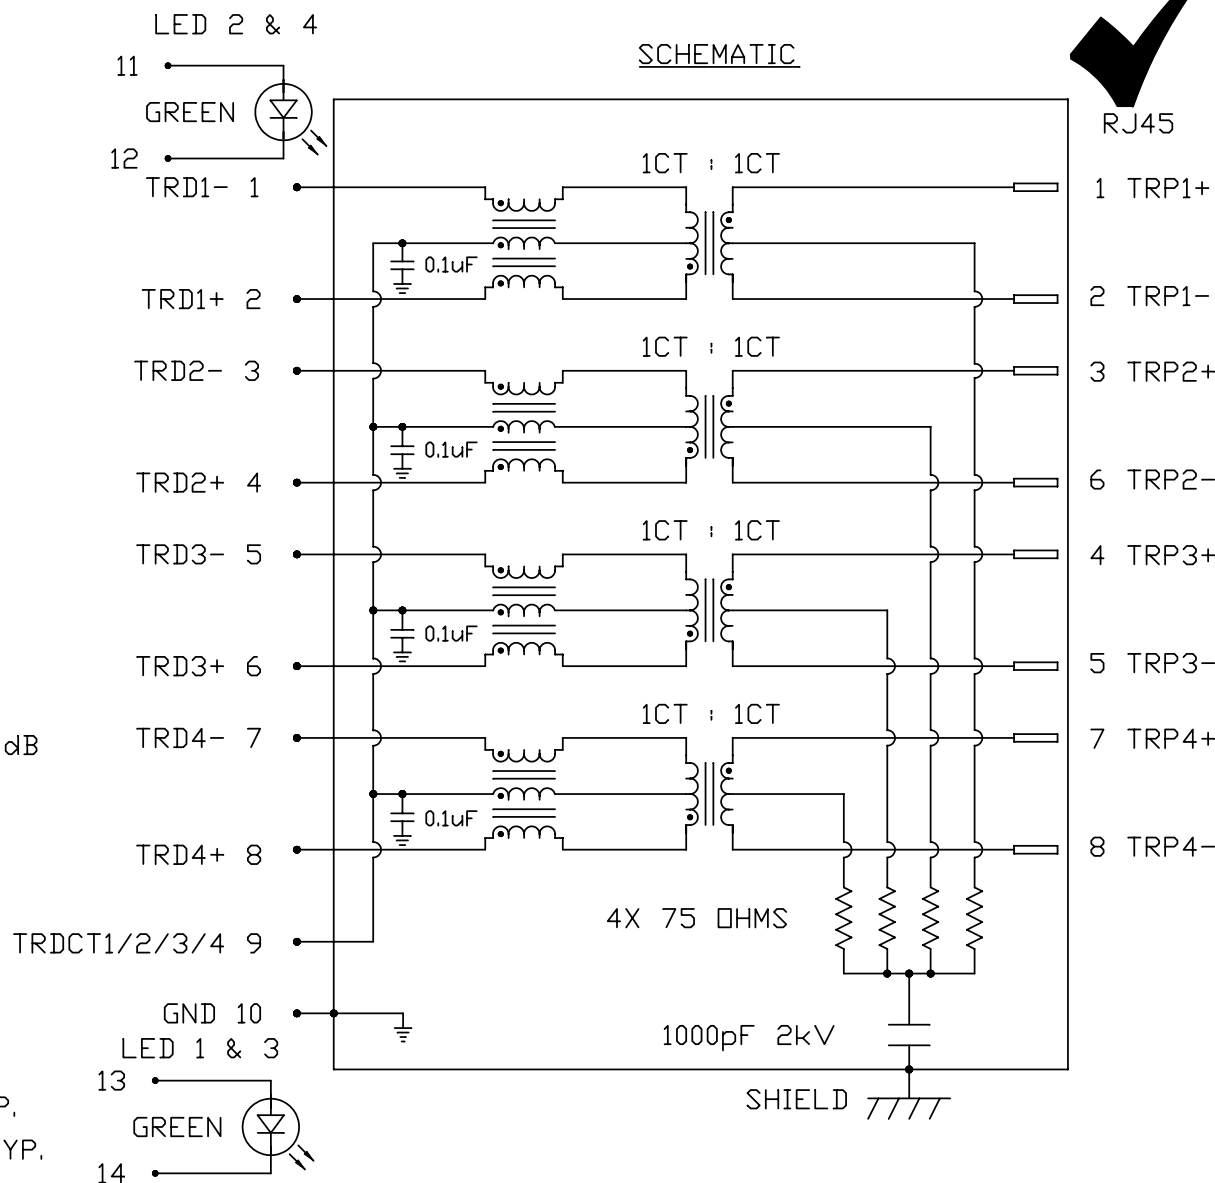 LED 2 & 4
SCHEMATIC
11
GREEN
12
RJ45
1CT : 1CT
TRD1- 1
1 TRP1+
0.1uF
TRD1+ 2
2 TRP1-
1CT : 1CT
TRD2- 3
3 TRP2+
0.1uF
TRD2+ 4
6 TRP2-
1CT : 1CT
TRD3- 5
4 TRP3+
0.1uF
TRD3+ 6
5 TRP3-
1CT : 1CT
dB
TRD4- 7
7 TRP4+
0.1uF
TRD4+ 8
8 TRP4-
4X 75 OHMS
TRDCT1/2/3/4 9
GND 10
1000pF 2kV
LED 1 & 3
13
SHIELD
P.
GREEN
YP.
14